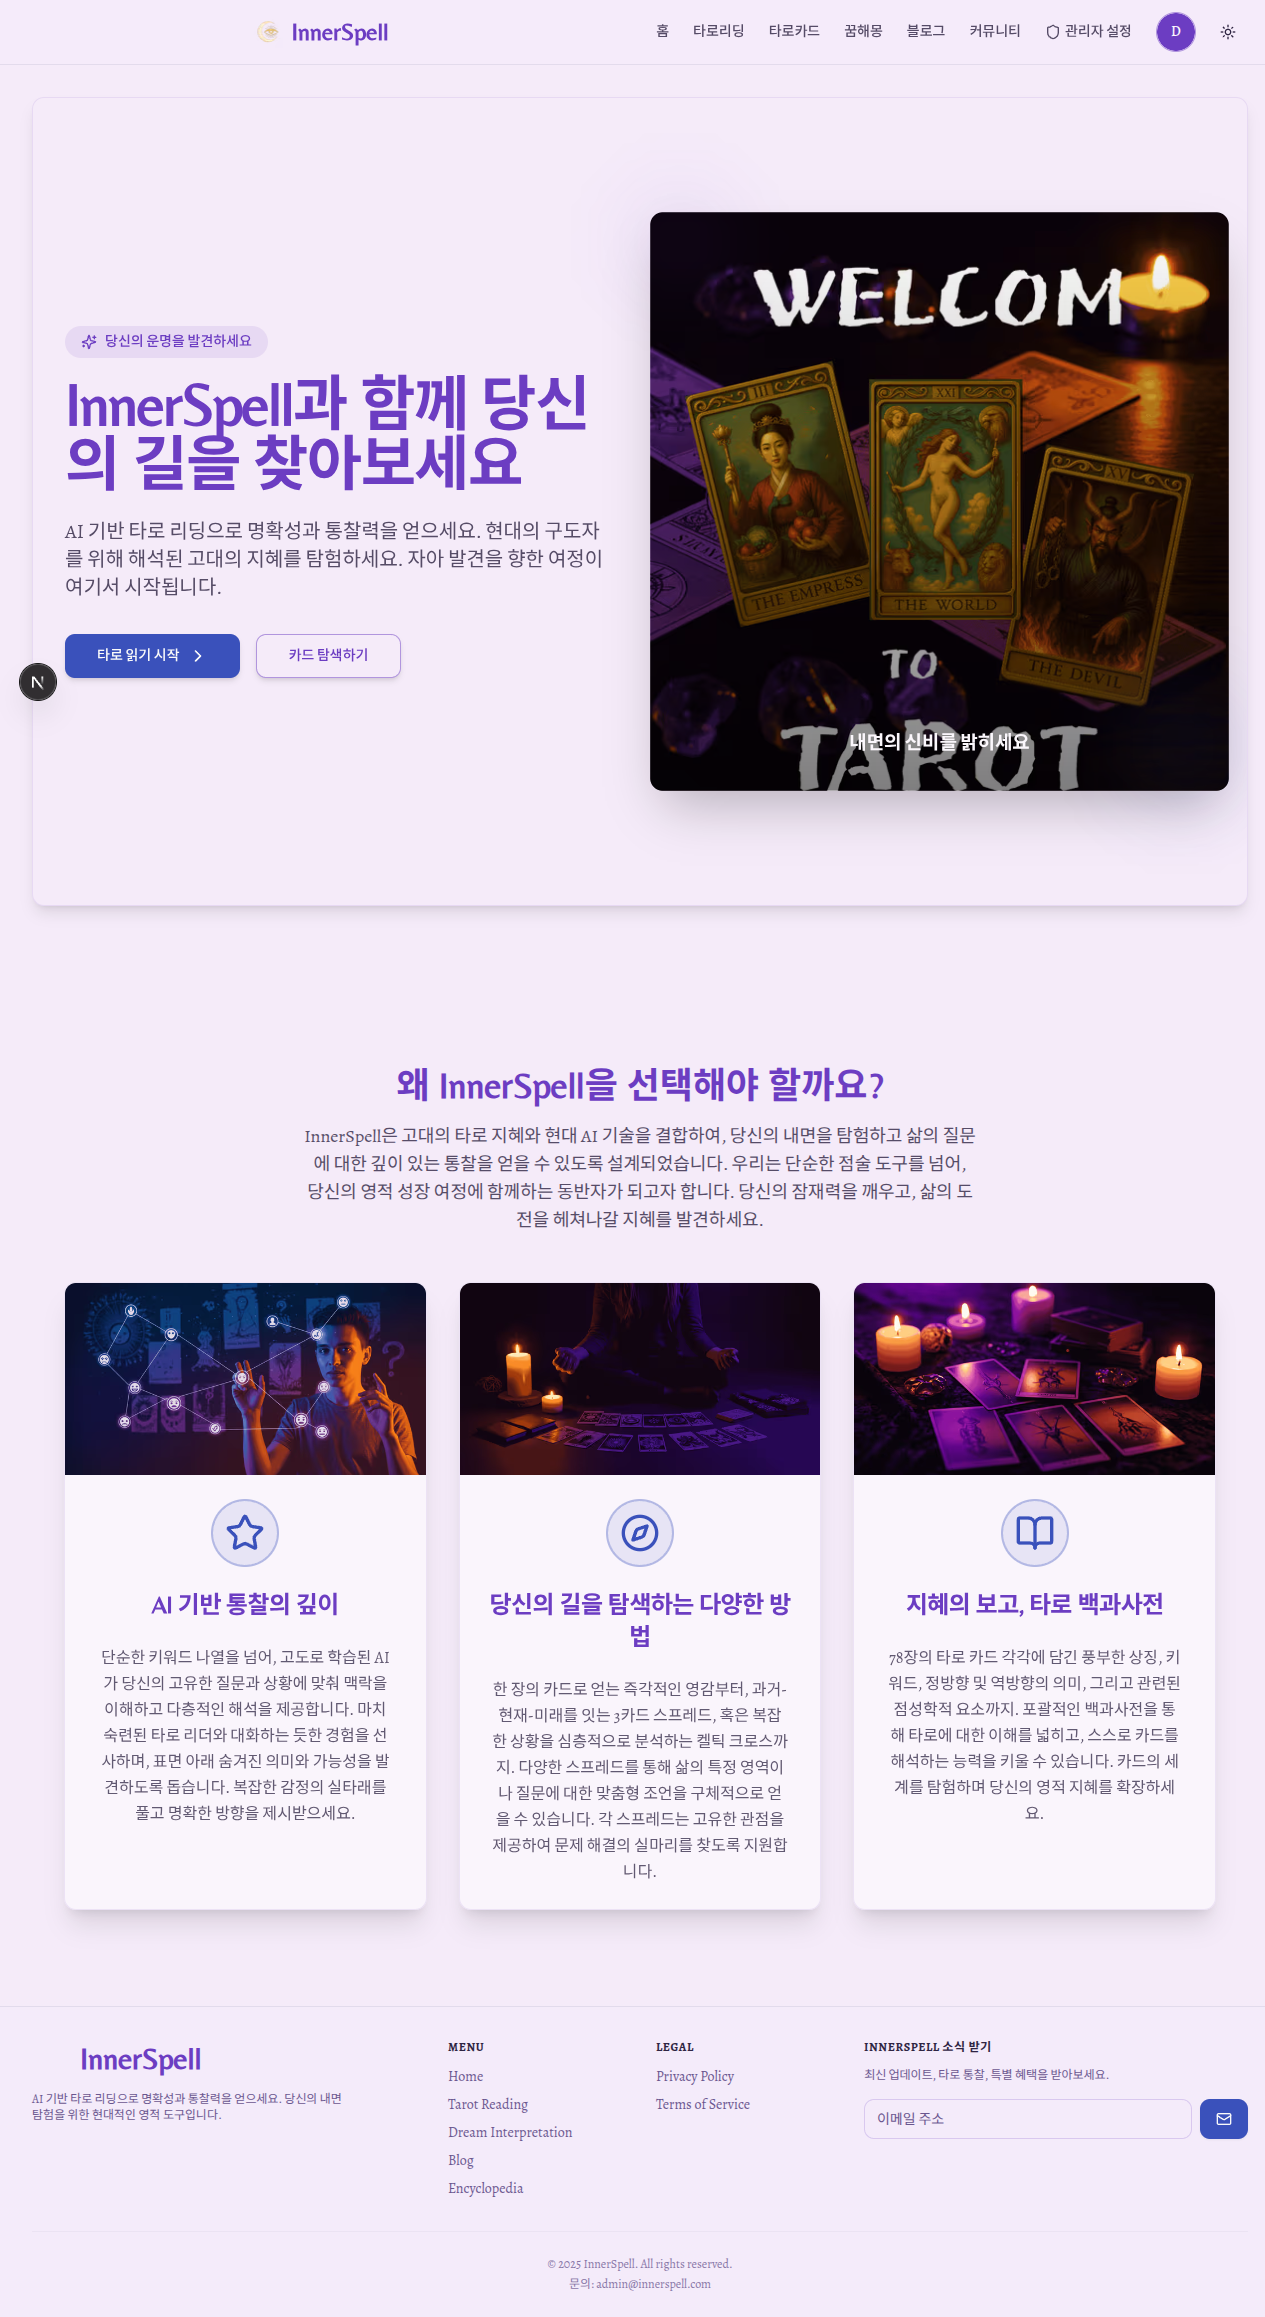 InnerSpell
홈 타로리딩 타로카드 꿈해몽 블로그 커뮤니티 관리자 설정 D
당신의 운명을 발견하세요
InnerSpell과 함께 당신
의 길을 찾아보세요
AI 기반 타로 리딩으로 명확성과 통찰력을 얻으세요. 현대의 구도자
를 위해 해석된 고대의 지혜를 탐험하세요. 자아 발견을 향한 여정이
여기서 시작됩니다.
타로 읽기 시작
카드 탐색하기
N
WELCOM
III
XXI
XV
THE EMPRESS
THE WORLD
THE DEVIL
TO
TAROT
내면의 신비를 밝히세요
왜 InnerSpell을 선택해야 할까요?
InnerSpell은 고대의 타로 지혜와 현대 AI 기술을 결합하여, 당신의 내면을 탐험하고 삶의 질문
에 대한 깊이 있는 통찰을 얻을 수 있도록 설계되었습니다. 우리는 단순한 점술 도구를 넘어,
당신의 영적 성장 여정에 함께하는 동반자가 되고자 합니다. 당신의 잠재력을 깨우고, 삶의 도
전을 헤쳐나갈 지혜를 발견하세요.
?
AI 기반 통찰의 깊이
단순한 키워드 나열을 넘어, 고도로 학습된 AI
가 당신의 고유한 질문과 상황에 맞춰 맥락을
이해하고 다층적인 해석을 제공합니다. 마치
숙련된 타로 리더와 대화하는 듯한 경험을 선
사하며, 표면 아래 숨겨진 의미와 가능성을 발
견하도록 돕습니다. 복잡한 감정의 실타래를
풀고 명확한 방향을 제시받으세요.
당신의 길을 탐색하는 다양한 방
법
한 장의 카드로 얻는 즉각적인 영감부터, 과거-
현재-미래를 잇는 3카드 스프레드, 혹은 복잡
한 상황을 심층적으로 분석하는 켈틱 크로스까
지. 다양한 스프레드를 통해 삶의 특정 영역이
나 질문에 대한 맞춤형 조언을 구체적으로 얻
을 수 있습니다. 각 스프레드는 고유한 관점을
제공하여 문제 해결의 실마리를 찾도록 지원합
니다.
지혜의 보고, 타로 백과사전
78장의 타로 카드 각각에 담긴 풍부한 상징, 키
워드, 정방향 및 역방향의 의미, 그리고 관련된
점성학적 요소까지. 포괄적인 백과사전을 통
해 타로에 대한 이해를 넓히고, 스스로 카드를
해석하는 능력을 키울 수 있습니다. 카드의 세
계를 탐험하며 당신의 영적 지혜를 확장하세
요.
InnerSpell
AI 기반 타로 리딩으로 명확성과 통찰력을 얻으세요. 당신의 내면
탐험을 위한 현대적인 영적 도구입니다.
MENU
Home
Tarot Reading
Dream Interpretation
Blog
Encyclopedia
LEGAL
Privacy Policy
Terms of Service
INNERSPELL 소식 받기
최신 업데이트, 타로 통찰, 특별 혜택을 받아보세요.
이메일 주소
© 2025 InnerSpell. All rights reserved.
문의: admin@innerspell.com